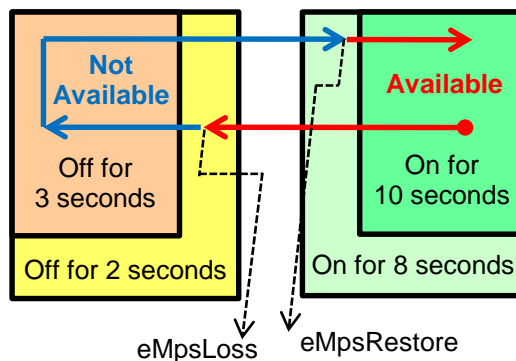 Not
Available
Available
Off for
3 seconds
On for
10 seconds
Off for 2 seconds
On for 8 seconds
eMpsLoss
eMpsRestore